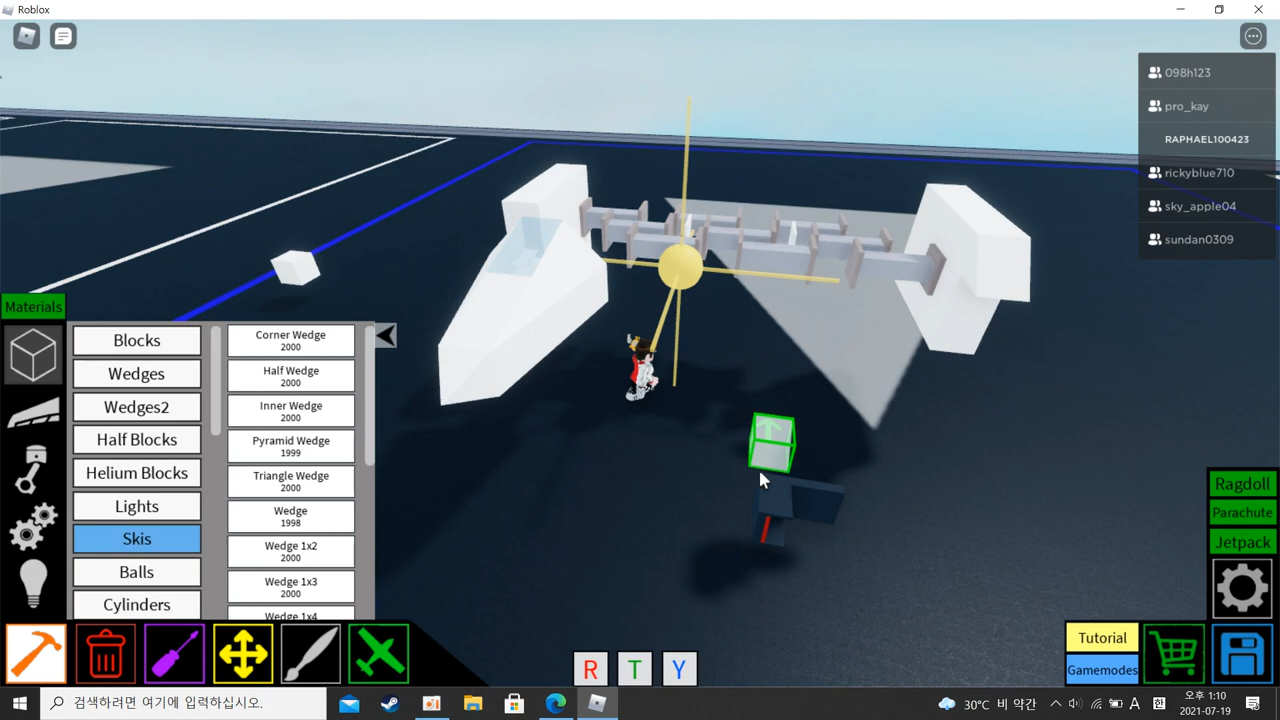 Roblox
098h123
pro_kay
RAPHAEL100423
rickyblue710
sky_apple04
sundan0309
Materials
Blocks
Wedges
Wedges2
Half Blocks
Helium Blocks
Lights
Skis
Balls
Cylinders
Corner Wedge
2000
Half Wedge
2000
Inner Wedge
2000
Pyramid Wedge
1999
Triangle Wedge
2000
Wedge
1998
Wedge 1x2
2000
Wedge 1x3
2000
Wedge 1x4
Ragdoll
Parachute
Jetpack
Tutorial
Gamemodes
R T Y
검색하려면 여기에 입력하십시오.
30°C 비 약간
A
한
오후 1:10
2021-07-19